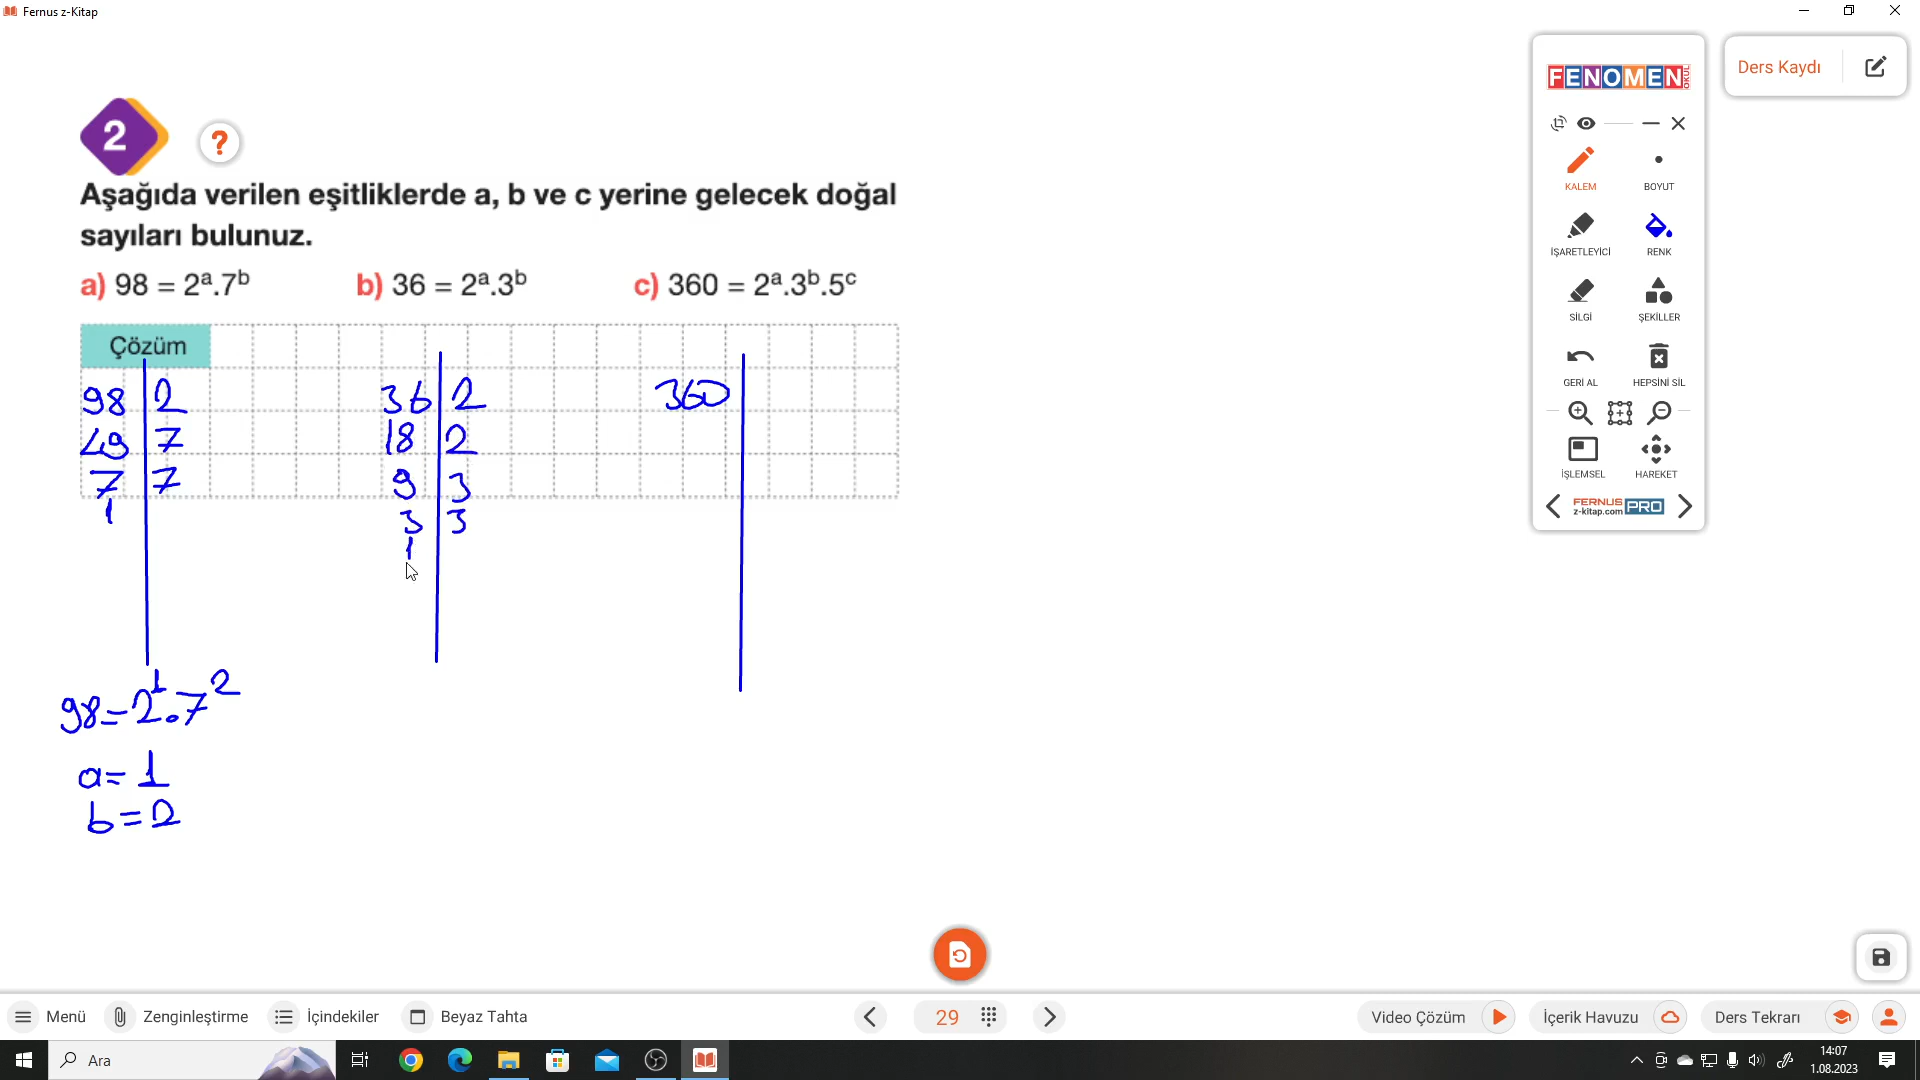 Fernus z-Kitap
FENOMEN OKUL
Ders Kaydı
2
?
KALEM
BOYUT
Aşağıda verilen eşitliklerde a, b ve c yerine gelecek doğal
sayıları bulunuz.
İŞARETLEYİCİ
RENK
a) 98 = 2ᵃ.7ᵇ
b) 36 = 2ᵃ.3ᵇ
c) 360 = 2ᵃ.3ᵇ.5ᶜ
SİLGİ
ŞEKİLLER
Çözüm
GERİ AL
HEPSİNİ SİL
98 | 2
49 | 7
7 | 7
1
36 | 2
18 | 2
9 | 3
3 | 3
1
360
İŞLEMSEL
HAREKET
FERNUS
z-kitap.com PRO
98=2¹.7²
a=1
b=2
Menü
Zenginleştirme
İçindekiler
Beyaz Tahta
29
Video Çözüm
İçerik Havuzu
Ders Tekrarı
Ara
14:07
1.08.2023